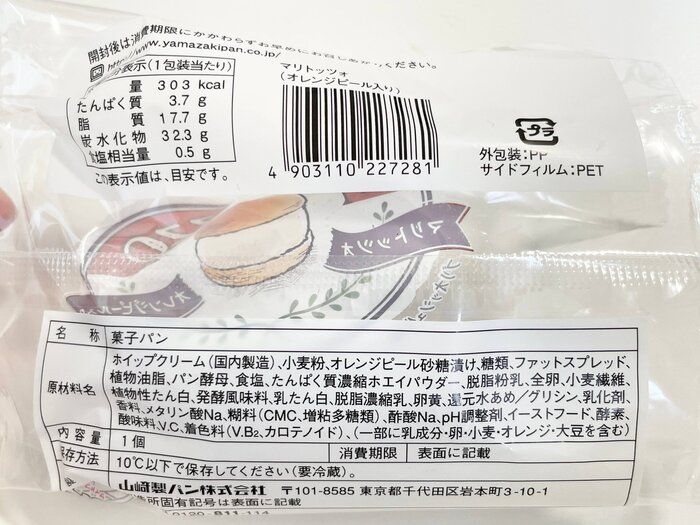 開封後は消費期限にかかわらずお早めにお召しあがりください。
www.yamazakipan.co.jp/
http://
表示(1包装当たり)
量 303 kcal
たんぱく質 3.7 g
脂質 17.7 g
炭水化物 32.3 g
食塩相当量 0.5 g
この表示値は、目安です。
マリトッツォ
(オレンジピール入り)
4 903110 227281
プラ
外包装:PP
サイドフィルム:PET
マリトッツォ
名称 菓子パン
原材料名
ホイップクリーム(国内製造)、小麦粉、オレンジピール砂糖漬け、糖類、ファットスプレッド、
植物油脂、パン酵母、食塩、たんぱく質濃縮ホエイパウダー、脱脂粉乳、全卵、小麦繊維、
植物性たん白、発酵風味料、乳たん白、脱脂濃縮乳、卵黄、還元水あめ/グリシン、乳化剤、
香料、メタリン酸Na、糊料(CMC、増粘多糖類)、酢酸Na、pH調整剤、イーストフード、酵素、
酸味料、V.C、着色料(V.B₂、カロテノイド)、(一部に乳成分・卵・小麦・オレンジ・大豆を含む)
内容量 1個 消費期限 表面に記載
保存方法 10℃以下で保存してください(要冷蔵)。
山崎製パン株式会社 〒101-8585 東京都千代田区岩本町3-10-1
造所固有記号は表面に記載
0120-811-114